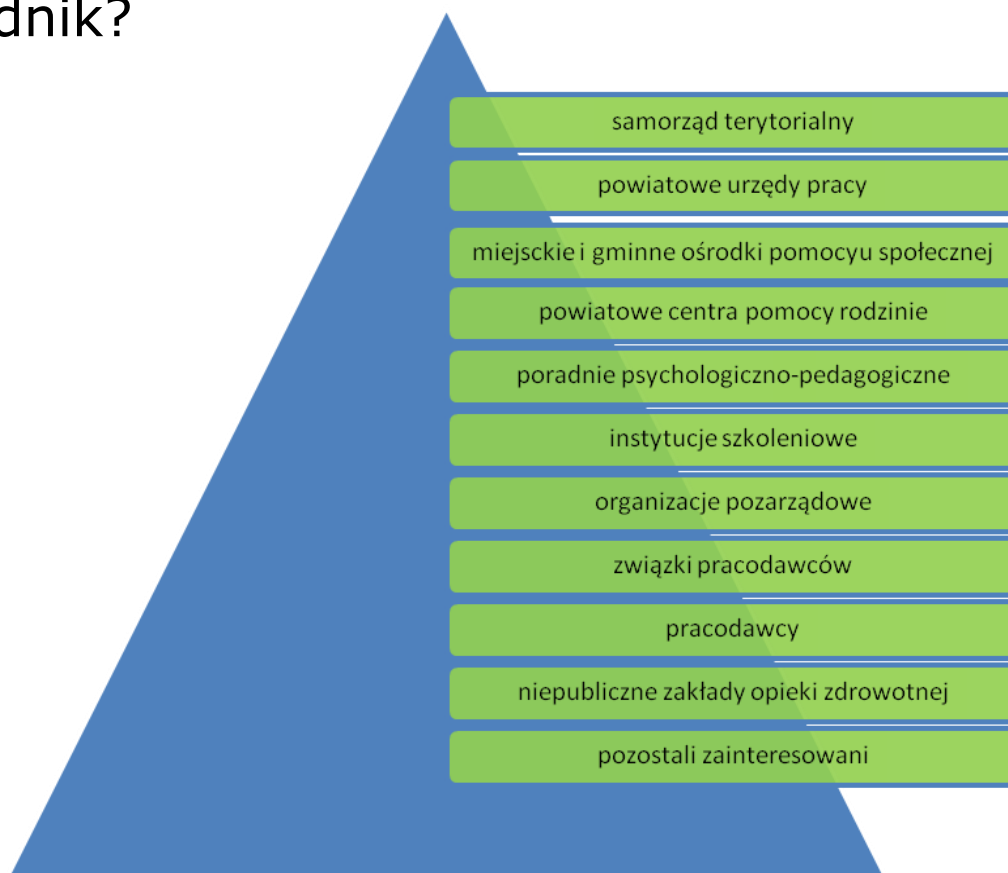 dnik?
samorząd terytorialny
powiatowe urzędy pracy
miejsckie i gminne ośrodki pomocyu społecznej
powiatowe centra pomocy rodzinie
poradnie psychologiczno-pedagogiczne
instytucje szkoleniowe
organizacje pozarządowe
związki pracodawców
pracodawcy
niepubliczne zakłady opieki zdrowotnej
pozostali zainteresowani